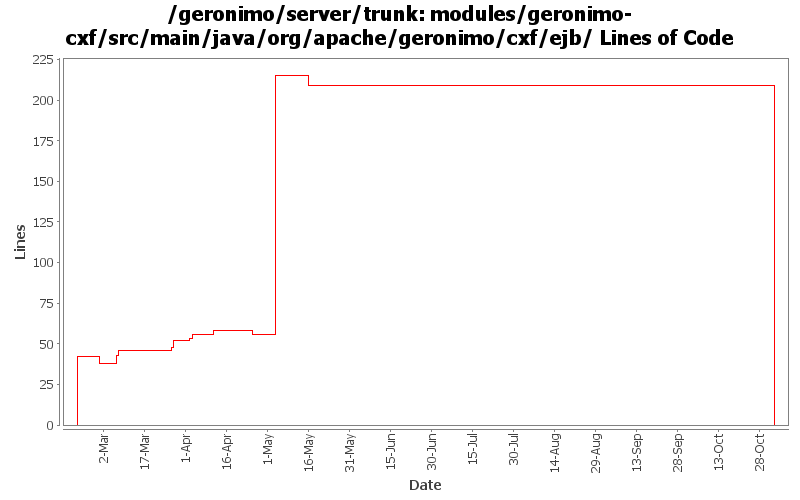 /geronimo/server/trunk: modules/geronimo-
cxf/src/main/java/org/apache/geronimo/cxf/ejb/ Lines of Code
225
200
175
150
125
100
75
50
25
0
Lines
2-Mar
17-Mar
1-Apr
16-Apr
1-May
16-May
31-May
15-Jun
30-Jun
15-Jul
30-Jul
14-Aug
29-Aug
13-Sep
28-Sep
13-Oct
28-Oct
Date